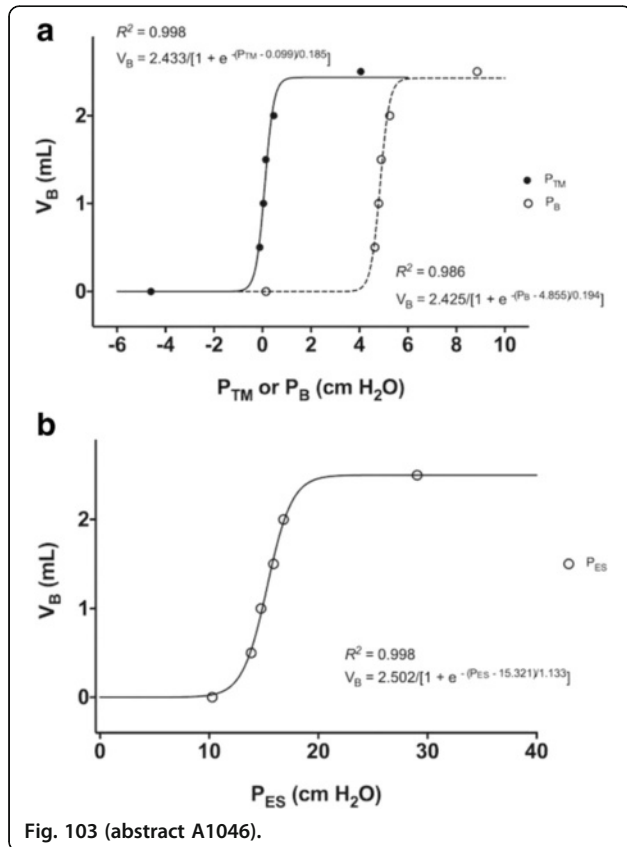 a
R² = 0.998
V_B = 2.433/[1 + e^-(P_TM - 0.099)/0.185]
V_B (mL)
2
1
0
P_TM
P_B
R² = 0.986
V_B = 2.425/[1 + e^-(P_B - 4.855)/0.194]
-6 -4 -2 0 2 4 6 8 10
P_TM or P_B (cm H₂O)
b
V_B (mL)
2
1
0
P_ES
R² = 0.998
V_B = 2.502/[1 + e^-(P_ES - 15.321)/1.133]
0 10 20 30 40
P_ES (cm H₂O)
Fig. 103 (abstract A1046).